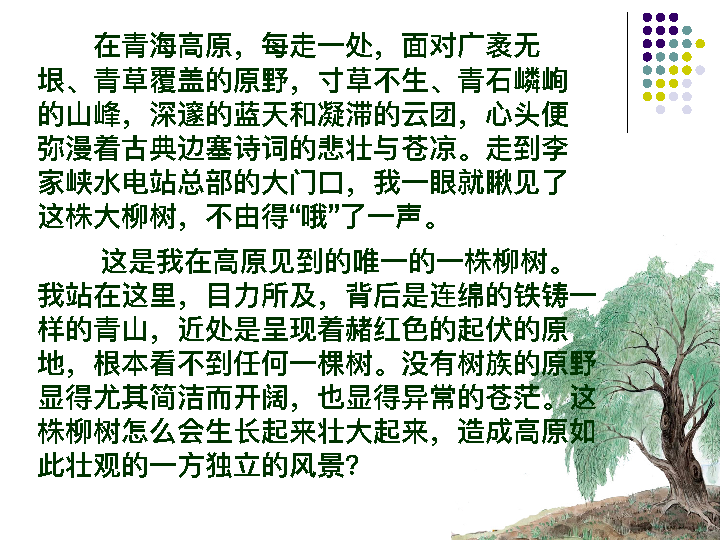 在青海高原，每走一处，面对广袤无
垠、青草覆盖的原野，寸草不生、青石嶙峋
的山峰，深邃的蓝天和凝滞的云团，心头便
弥漫着古典边塞诗词的悲壮与苍凉。走到李
家峡水电站总部的大门口，我一眼就瞅见了
这株大柳树，不由得“哦”了一声。
这是我在高原见到的唯一的一株柳树。
我站在这里，目力所及，背后是连绵的铁铸一
样的青山，近处是呈现着赭红色的起伏的原
地，根本看不到任何一棵树。没有树族的原野
显得尤其简洁而开阔，也显得异常的苍茫。这
株柳树怎么会生长起来壮大起来，造成高原如
此壮观的一方独立的风景？